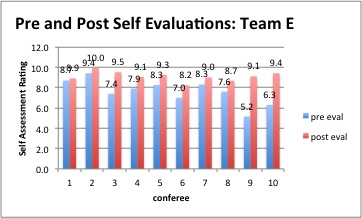 Pre and Post Self Evaluations: Team E
Self Assessment Rating
12.0
10.0
8.0
6.0
4.0
2.0
0.0
8.7 8.9 9.4 10.0 7.4 9.5 7.9 9.1 8.3 9.3 7.0 8.2 8.3 9.0 7.6 8.7 5.2 9.1 6.3 9.4
1 2 3 4 5 6 7 8 9 10
conferee
pre eval
post eval